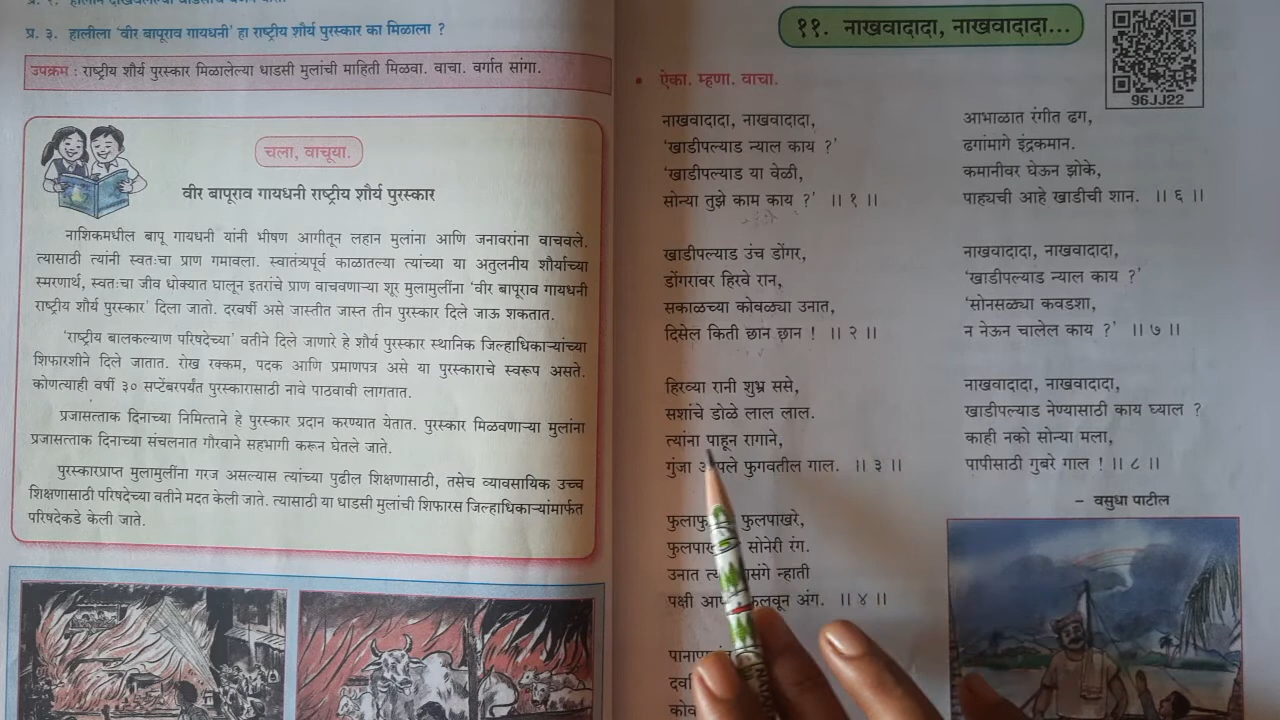 प्र. ३. हालीला 'वीर बापूराव गायधनी' हा राष्ट्रीय शौर्य पुरस्कार का मिळाला ?
उपक्रम : राष्ट्रीय शौर्य पुरस्कार मिळालेल्या धाडसी मुलांची माहिती मिळवा. वाचा. वर्गात सांगा.
चला, वाचूया.
वीर बापूराव गायधनी राष्ट्रीय शौर्य पुरस्कार
नाशिकमधील बापू गायधनी यांनी भीषण आगीतून लहान मुलांना आणि जनावरांना वाचवले.
त्यासाठी त्यांनी स्वतःचा प्राण गमावला. स्वातंत्र्यपूर्व काळातल्या त्यांच्या या अतुलनीय शौर्याच्या
स्मरणार्थ, स्वतःचा जीव धोक्यात घालून इतरांचे प्राण वाचवणाऱ्या शूर मुलामुलींना 'वीर बापूराव गायधनी
राष्ट्रीय शौर्य पुरस्कार' दिला जातो. दरवर्षी असे जास्तीत जास्त तीन पुरस्कार दिले जाऊ शकतात.
'राष्ट्रीय बालकल्याण परिषदेच्या' वतीने दिले जाणारे हे शौर्य पुरस्कार स्थानिक जिल्हाधिकाऱ्यांच्या
शिफारशीने दिले जातात. रोख रक्कम, पदक आणि प्रमाणपत्र असे या पुरस्काराचे स्वरूप असते.
कोणत्याही वर्षी ३० सप्टेंबरपर्यंत पुरस्कारासाठी नावे पाठवावी लागतात.
प्रजासत्ताक दिनाच्या निमित्ताने हे पुरस्कार प्रदान करण्यात येतात. पुरस्कार मिळवणाऱ्या मुलांना
प्रजासत्ताक दिनाच्या संचलनात गौरवाने सहभागी करून घेतले जाते.
पुरस्कारप्राप्त मुलामुलींना गरज असल्यास त्यांच्या पुढील शिक्षणासाठी, तसेच व्यावसायिक उच्च
शिक्षणासाठी परिषदेच्या वतीने मदत केली जाते. त्यासाठी या धाडसी मुलांची शिफारस जिल्हाधिकाऱ्यांमार्फत
परिषदेकडे केली जाते.
११. नाखवादादा, नाखवादादा...
96JJ22
• ऐका. म्हणा. वाचा.
नाखवादादा, नाखवादादा,
'खाडीपल्याड न्याल काय ?'
'खाडीपल्याड या वेळी,
सोन्या तुझे काम काय ?' ॥ १ ॥
खाडीपल्याड उंच डोंगर,
डोंगरावर हिरवे रान,
सकाळच्या कोवळ्या उनात,
दिसेल किती छान छान ! ॥ २ ॥
हिरव्या रानी शुभ्र ससे,
सशांचे डोळे लाल लाल.
त्यांना पाहून रागाने,
गुंजा फुगवतील गाल. ॥ ३ ॥
फुलपाखरे,
सोनेरी रंग.
उनात न्हाती
पक्षी अंग. ॥ ४ ॥
आभाळात रंगीत ढग,
ढगांमागे इंद्रकमान.
कमानीवर घेऊन झोके,
पाह्यची आहे खाडीची शान. ॥ ६ ॥
नाखवादादा, नाखवादादा,
'खाडीपल्याड न्याल काय ?'
'सोनसळ्या कवडशा,
न नेऊन चालेल काय ?' ॥ ७ ॥
नाखवादादा, नाखवादादा,
खाडीपल्याड नेण्यासाठी काय घ्याल ?
काही नको सोन्या मला,
पापीसाठी गुबरे गाल ! ॥ ८ ॥
– वसुधा पाटील